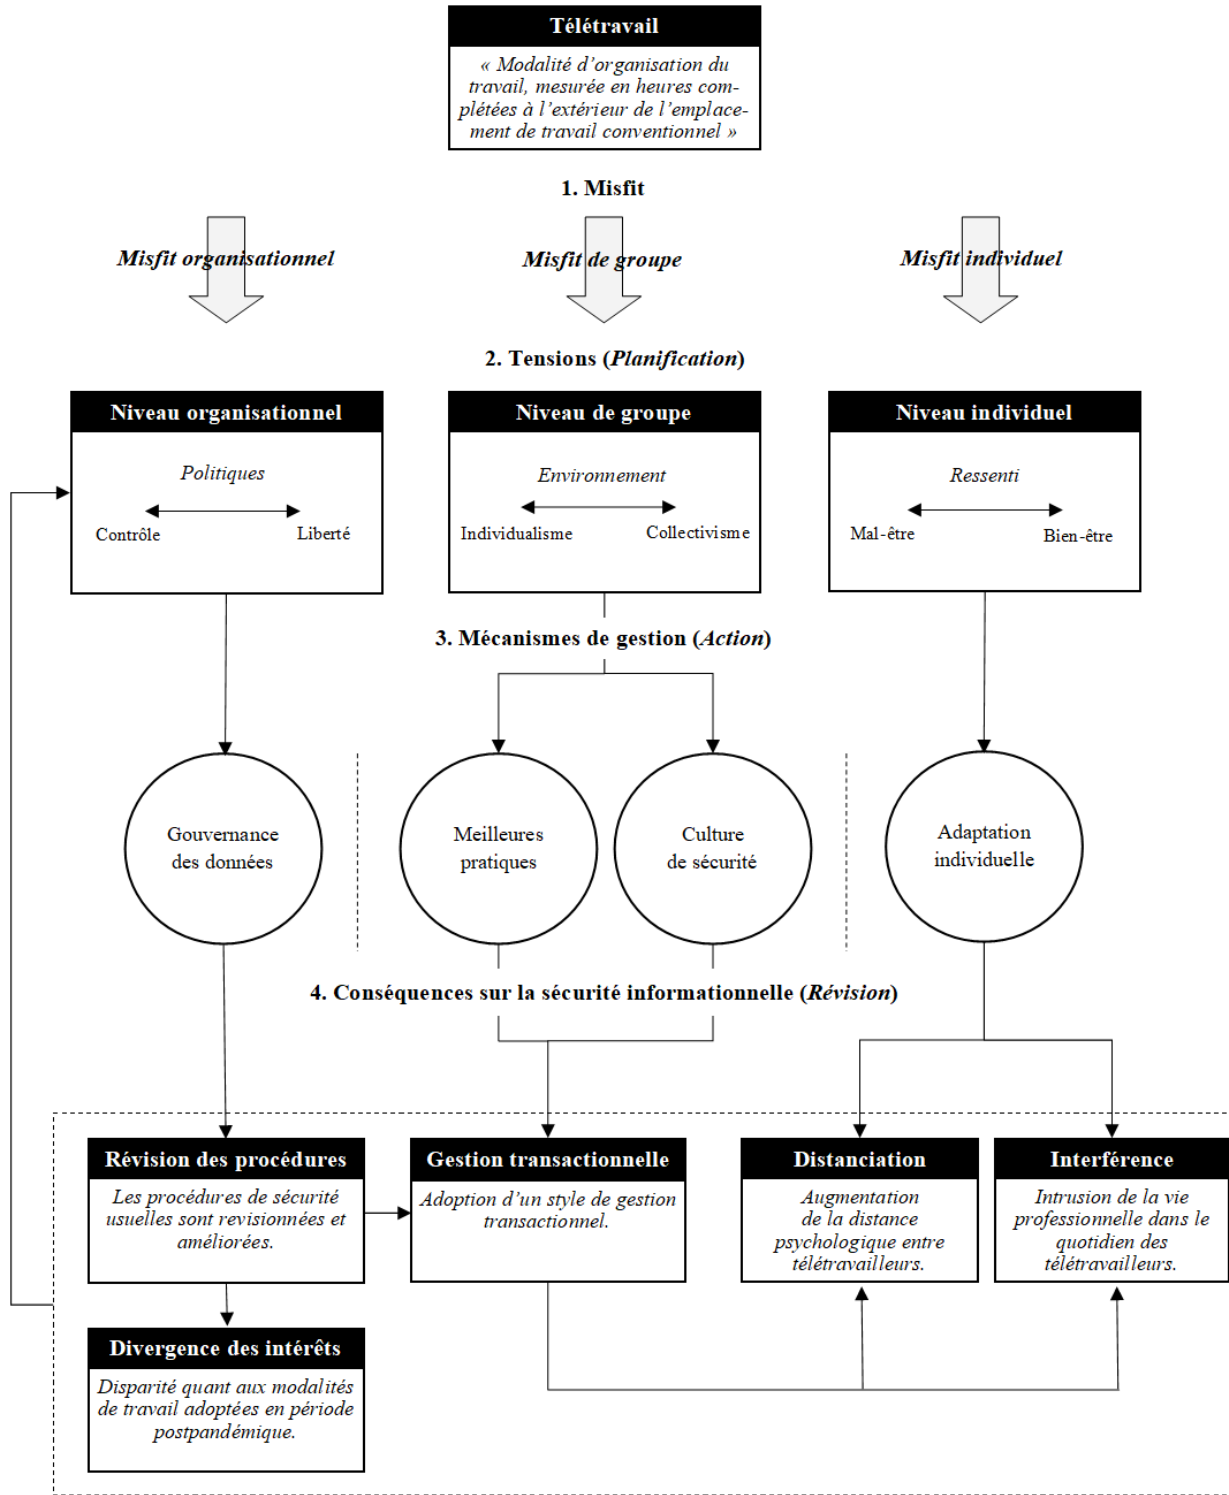 Télétravail
« Modalité d’organisation du
travail, mesurée en heures com-
plétées à l’extérieur de l’emplace-
ment de travail conventionnel »
1. Misfit
Misfit organisationnel
Misfit de groupe
Misfit individuel
2. Tensions (Planification)
Niveau organisationnel
Politiques
Contrôle
Liberté
Niveau de groupe
Environnement
Individualisme
Collectivisme
Niveau individuel
Ressenti
Mal-être
Bien-être
3. Mécanismes de gestion (Action)
Gouvernance
des données
Meilleures
pratiques
Culture
de sécurité
Adaptation
individuelle
4. Conséquences sur la sécurité informationnelle (Révision)
Révision des procédures
Les procédures de sécurité
usuelles sont revisionnées et
améliorées.
Gestion transactionnelle
Adoption d’un style de gestion
transactionnel.
Distanciation
Augmentation
de la distance
psychologique entre
télétravailleurs.
Interférence
Intrusion de la vie
professionnelle dans le
quotidien des
télétravailleurs.
Divergence des intérêts
Disparité quant aux modalités
de travail adoptées en période
postpandémique.